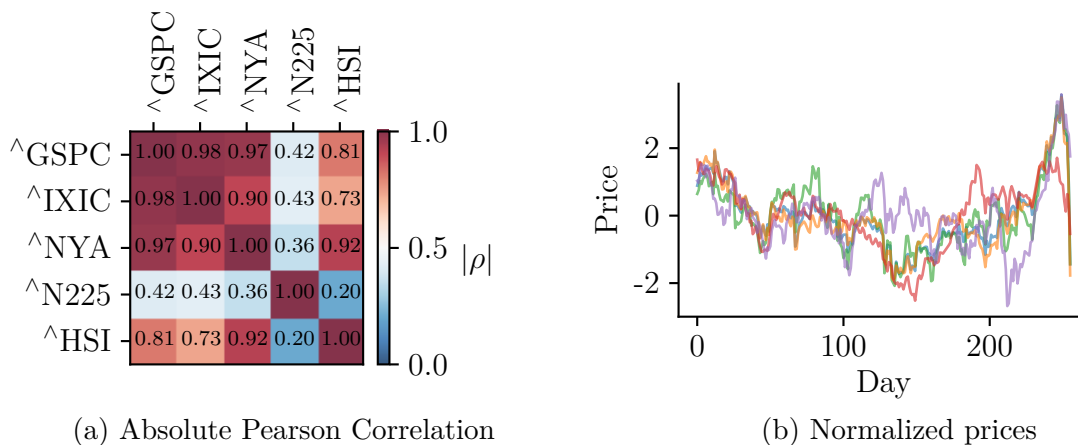 ^GSPC ^IXIC ^NYA ^N225 ^HSI
^GSPC 1.00 0.98 0.97 0.42 0.81
^IXIC 0.98 1.00 0.90 0.43 0.73
^NYA 0.97 0.90 1.00 0.36 0.92
^N225 0.42 0.43 0.36 1.00 0.20
^HSI 0.81 0.73 0.92 0.20 1.00
1.0
0.5
0.0
|ρ|
(a) Absolute Pearson Correlation
Price
2
0
-2
0 100 200
Day
(b) Normalized prices